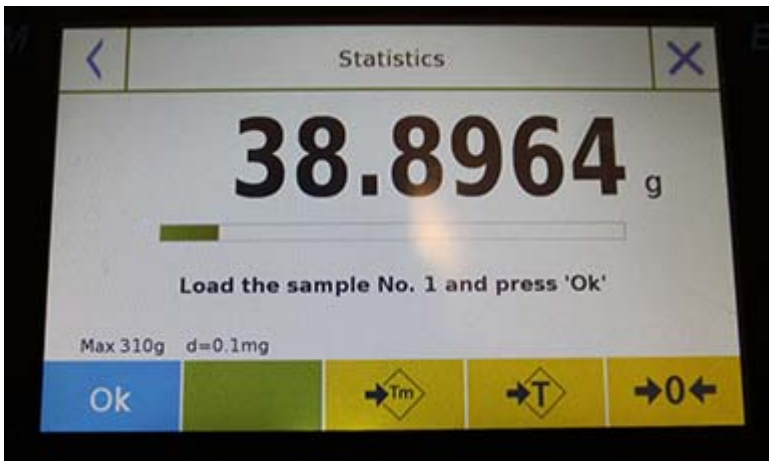 Statistics
38.8964 g
Load the sample No. 1 and press 'Ok'
Max 310g d=0.1mg
Ok Tm T 0